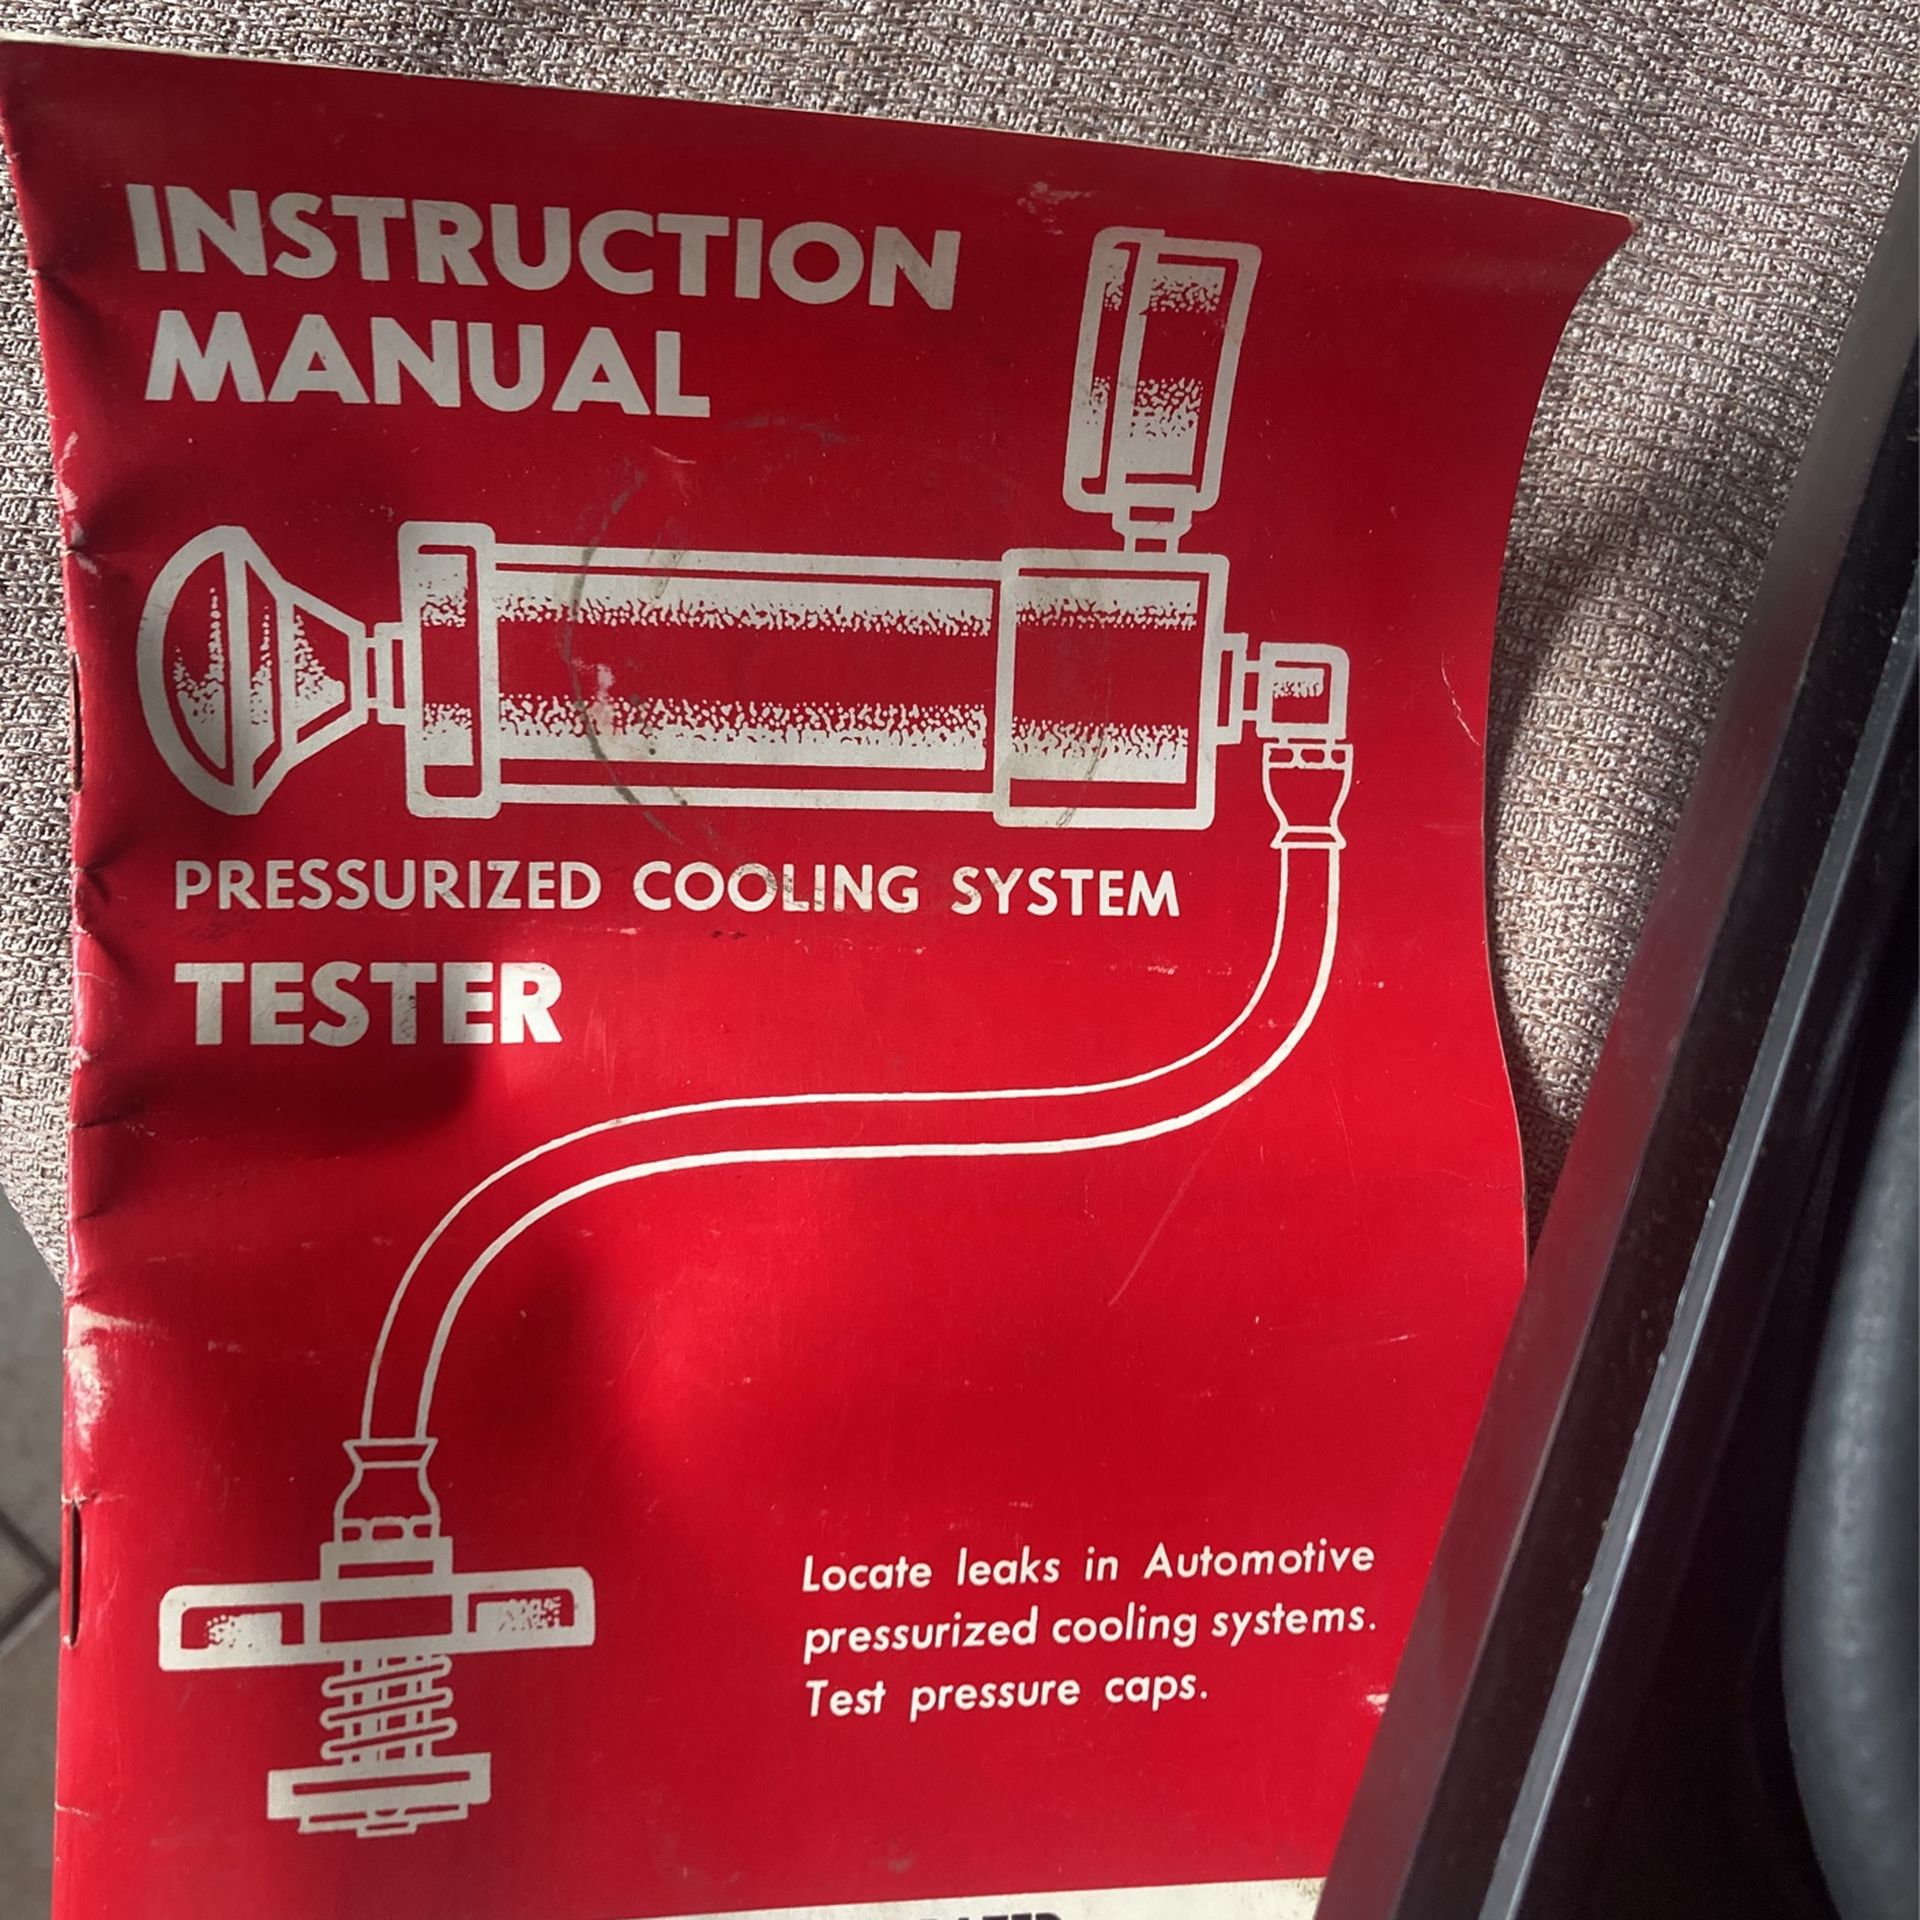 INSTRUCTION
MANUAL
PRESSURIZED COOLING SYSTEM
TESTER
Locate leaks in Automotive
pressurized cooling systems.
Test pressure caps.